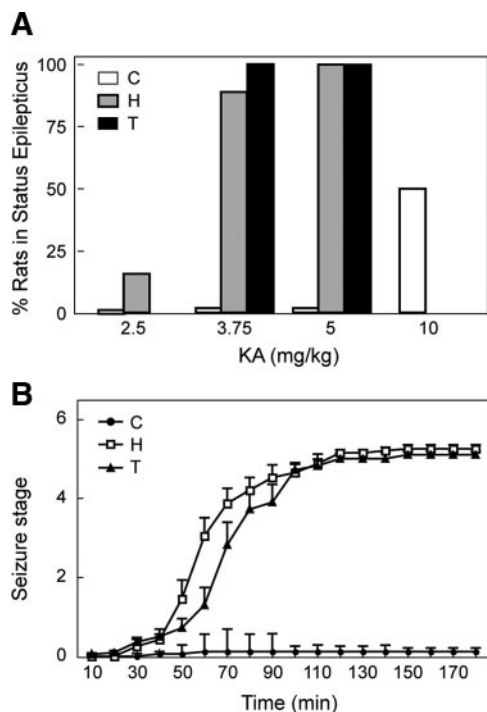 A
% Rats in Status Epilepticus
100
75
50
25
0
C
H
T
2.5 3.75 5 10
KA (mg/kg)
B
Seizure stage
6
4
2
0
C
H
T
10 30 50 70 90 110 130 150 170
Time (min)